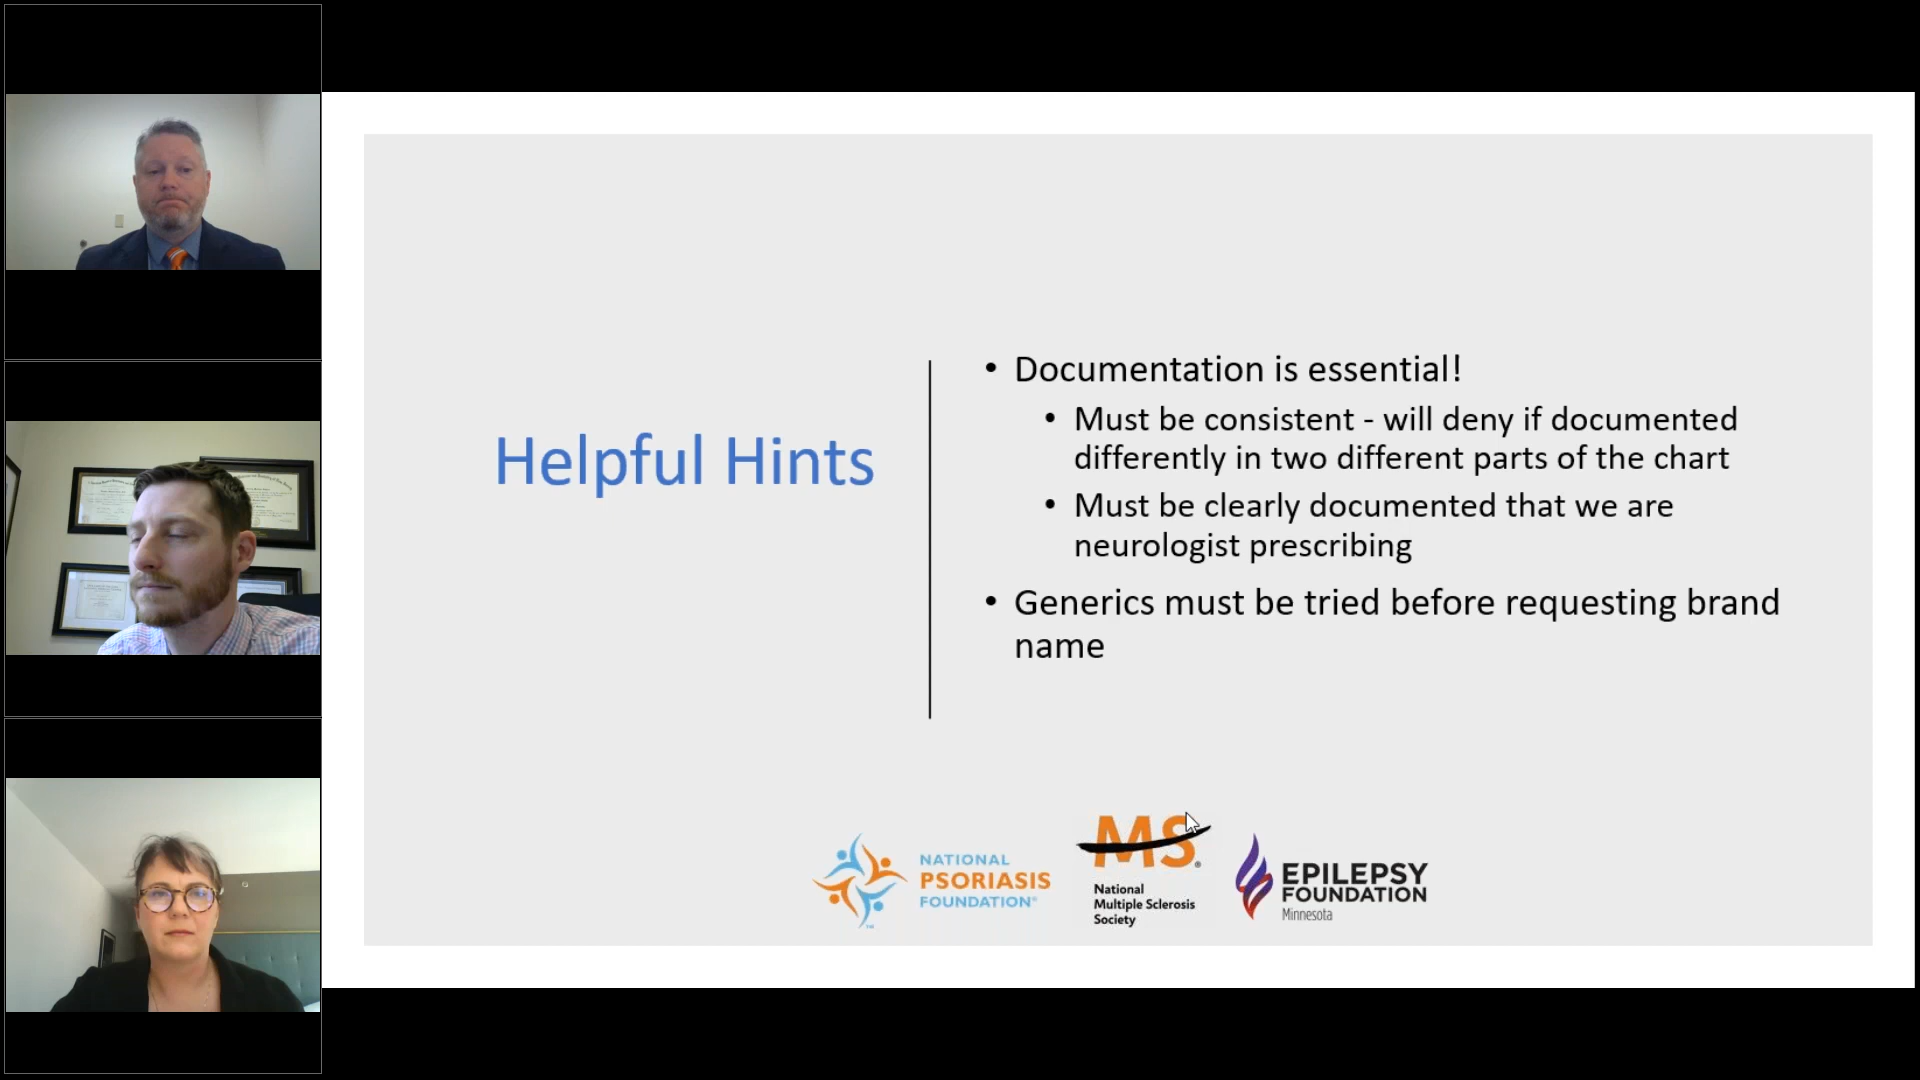 Helpful Hints
• Documentation is essential!
• Must be consistent - will deny if documented
differently in two different parts of the chart
• Must be clearly documented that we are
neurologist prescribing
• Generics must be tried before requesting brand
name
NATIONAL
PSORIASIS
FOUNDATION®
TM
MS®
National
Multiple Sclerosis
Society
EPILEPSY
FOUNDATION
Minnesota